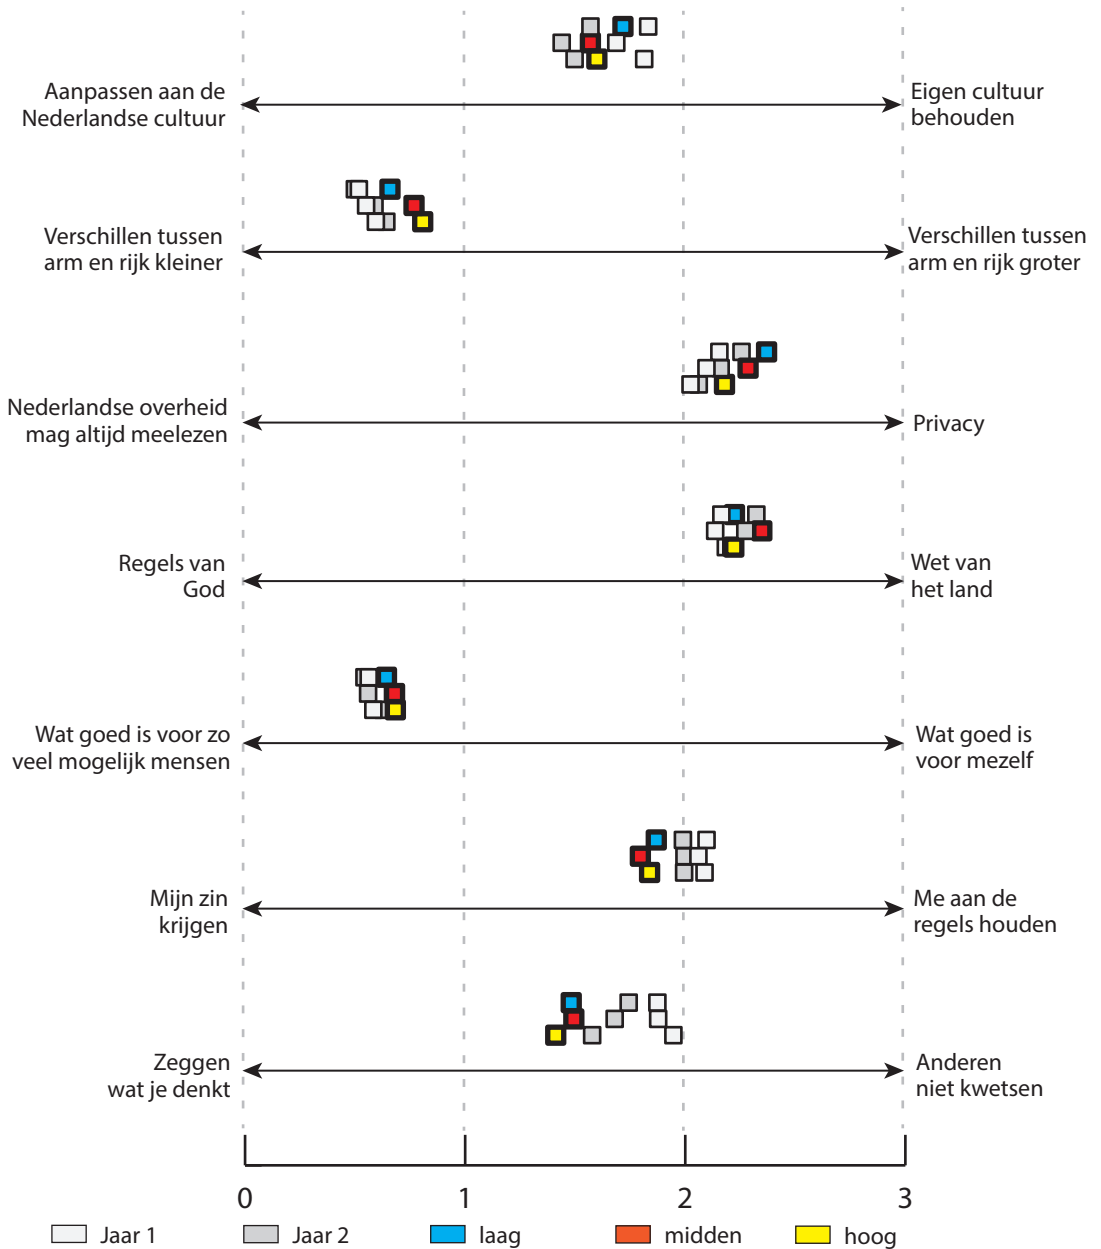 Aanpassen aan de
Nederlandse cultuur
Eigen cultuur
behouden
Verschillen tussen
arm en rijk kleiner
Verschillen tussen
arm en rijk groter
Nederlandse overheid
mag altijd meelezen
Privacy
Regels van
God
Wet van
het land
Wat goed is voor zo
veel mogelijk mensen
Wat goed is
voor mezelf
Mijn zin
krijgen
Me aan de
regels houden
Zeggen
wat je denkt
Anderen
niet kwetsen
0 1 2 3
Jaar 1 Jaar 2 laag midden hoog